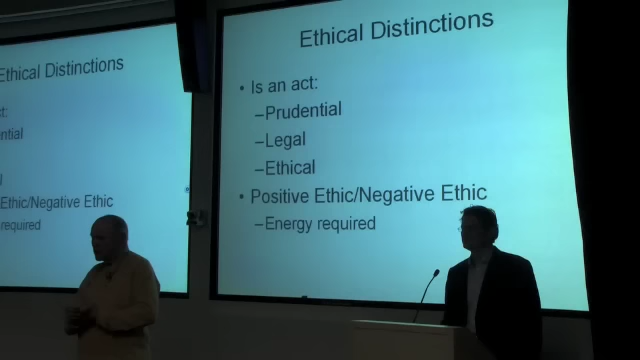 Ethical Distinctions
t:
ntial
l
Ethic/Negative Ethic
required
Ethical Distinctions
• Is an act:
–Prudential
–Legal
–Ethical
• Positive Ethic/Negative Ethic
–Energy required